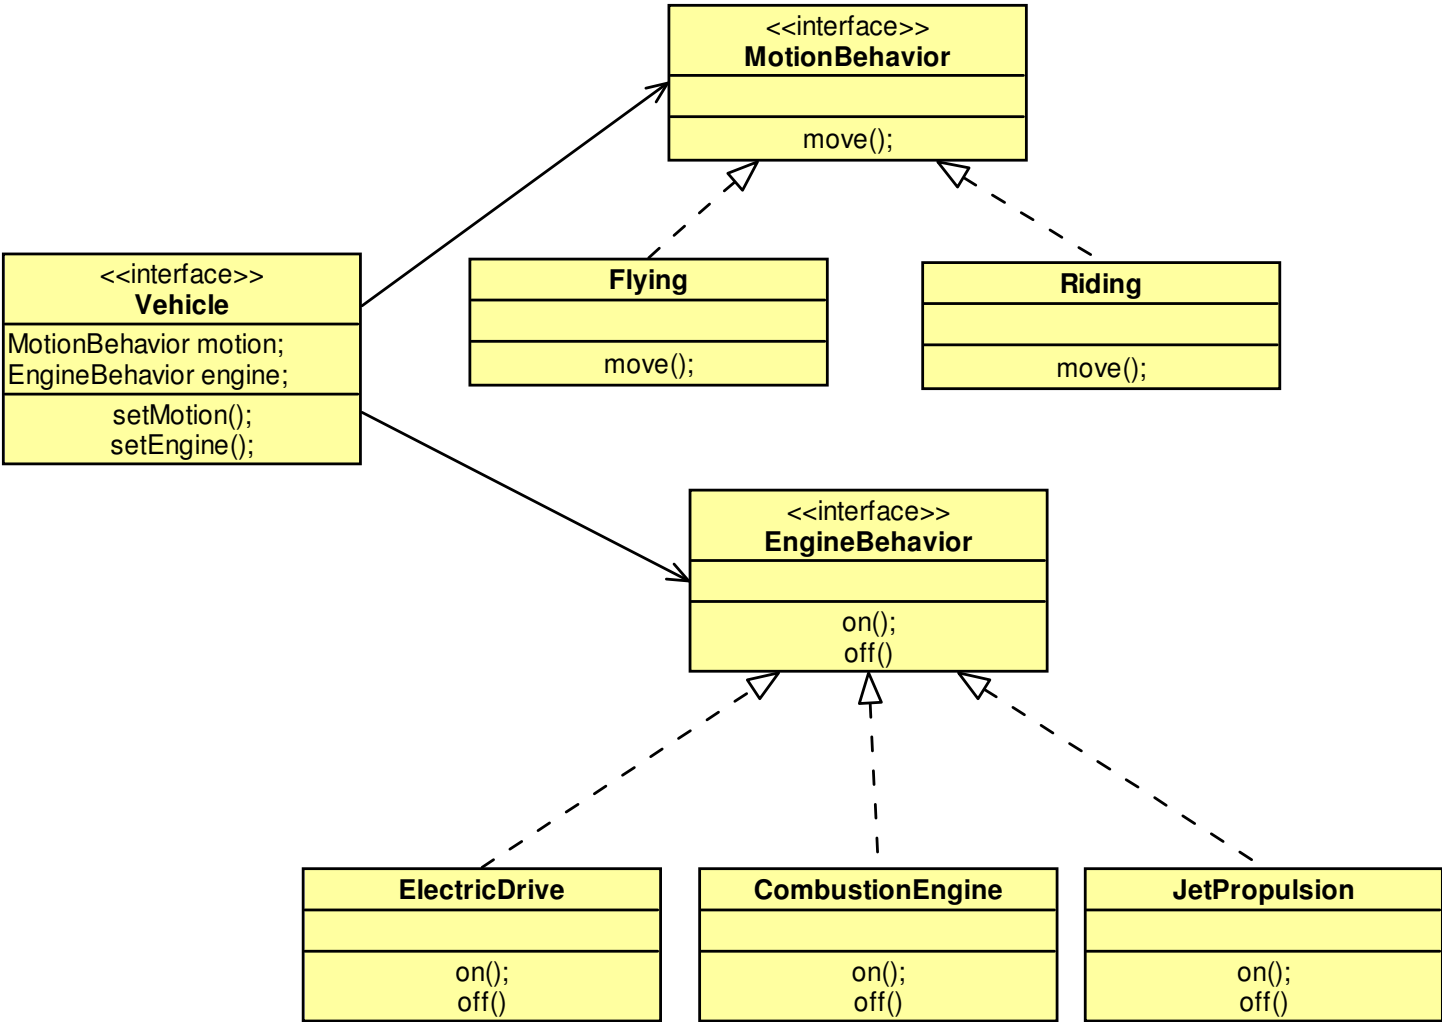 <<interface>>
MotionBehavior
move();
<<interface>>
Vehicle
MotionBehavior motion;
EngineBehavior engine;
setMotion();
setEngine();
Flying
move();
Riding
move();
<<interface>>
EngineBehavior
on();
off()
ElectricDrive
on();
off()
CombustionEngine
on();
off()
JetPropulsion
on();
off()